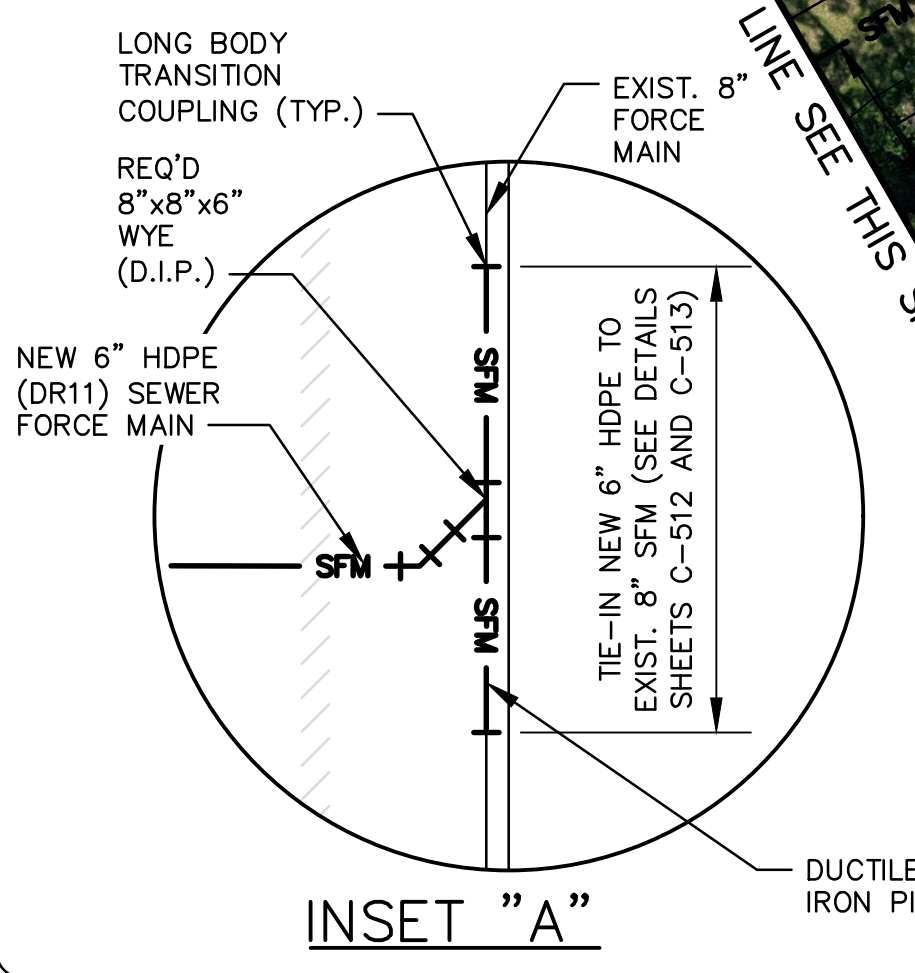 LONG BODY
TRANSITION
COUPLING (TYP.)
EXIST. 8”
FORCE
MAIN
REQ’D
8”x8”x6”
WYE
(D.I.P.)
NEW 6” HDPE
(DR11) SEWER
FORCE MAIN
SFM
SFM
SFM
TIE–IN NEW 6” HDPE TO
EXIST. 8” SFM (SEE DETAILS
SHEETS C–512 AND C–513)
DUCTILE
IRON
INSET ”A”
LINE SEE THIS
SFM